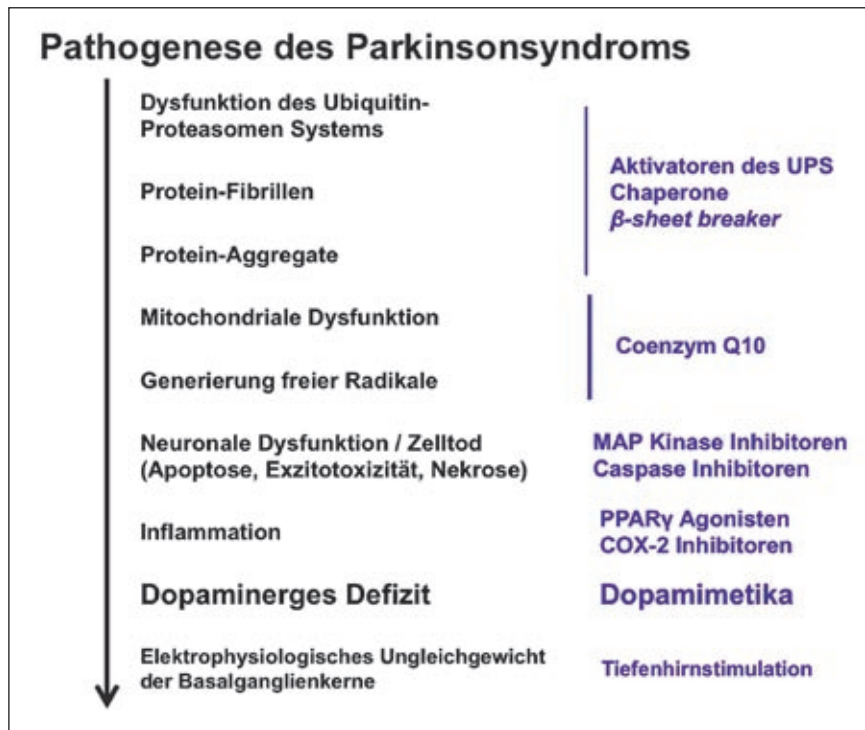 Pathogenese des Parkinsonsyndroms
Dysfunktion des Ubiquitin-
Proteasomen Systems
Protein-Fibrillen
Protein-Aggregate
Aktivatoren des UPS
Chaperone
β-sheet breaker
Mitochondriale Dysfunktion
Generierung freier Radikale
Coenzym Q10
Neuronale Dysfunktion / Zelltod
(Apoptose, Exzitotoxizität, Nekrose)
MAP Kinase Inhibitoren
Caspase Inhibitoren
Inflammation
PPARγ Agonisten
COX-2 Inhibitoren
Dopaminerges Defizit
Dopamimetika
Elektrophysiologisches Ungleichgewicht
der Basalganglienkerne
Tiefenhirnstimulation